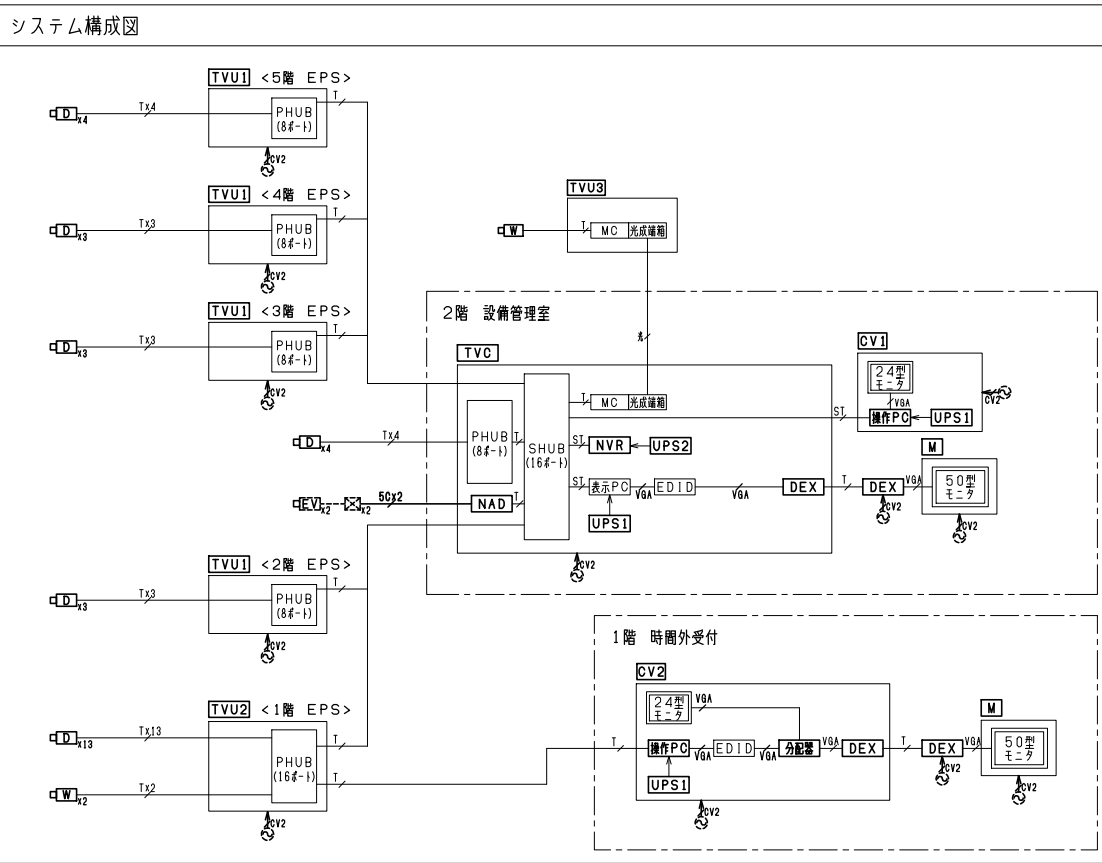 システム構成図
TVU1 <5階 EPS>
D
x4
Tx4
PHUB
(8ポート)
T
CV2
TVU1 <4階 EPS>
D
x3
Tx3
PHUB
(8ポート)
T
CV2
TVU1 <3階 EPS>
D
x3
Tx3
PHUB
(8ポート)
T
CV2
TVU3
W
T
MC
光成端箱
光
2階 設備管理室
TVC
D
x4
Tx4
PHUB
(8ポート)
T
SHUB
(16ポート)
T
MC
光成端箱
ST
NVR
UPS2
ST
表示PC
VGA
EDID
VGA
DEX
T
DEX
VGA
CV2
UPS1
EV
x2
x2
5Cx2
NAD
T
CV2
CV1
24型
モニタ
VGA
ST
操作PC
UPS1
CV2
M
50型
モニタ
CV2
TVU1 <2階 EPS>
D
x3
Tx3
PHUB
(8ポート)
T
CV2
TVU2 <1階 EPS>
D
x13
Tx13
W
x2
Tx2
PHUB
(16ポート)
T
T
CV2
1階 時間外受付
CV2
24型
モニタ
VGA
T
操作PC
VGA
EDID
VGA
分配器
VGA
DEX
T
DEX
VGA
CV2
UPS1
CV2
M
50型
モニタ
CV2